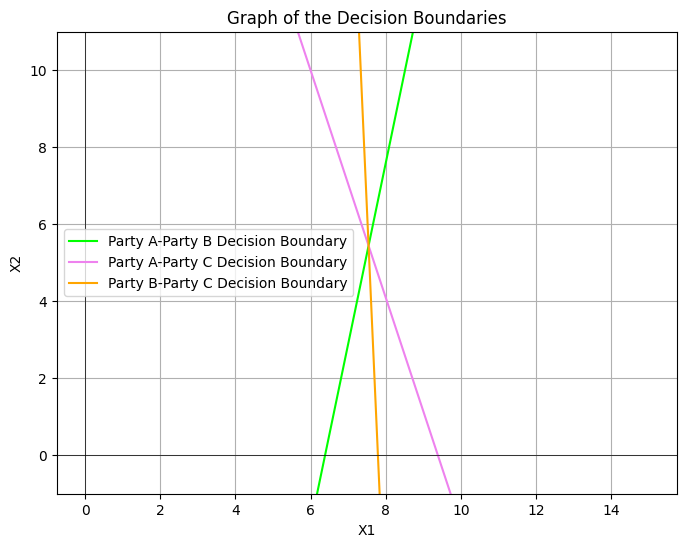 Graph of the Decision Boundaries
X2
10
8
6
4
2
0
Party A-Party B Decision Boundary
Party A-Party C Decision Boundary
Party B-Party C Decision Boundary
0 2 4 6 8 10 12 14
X1